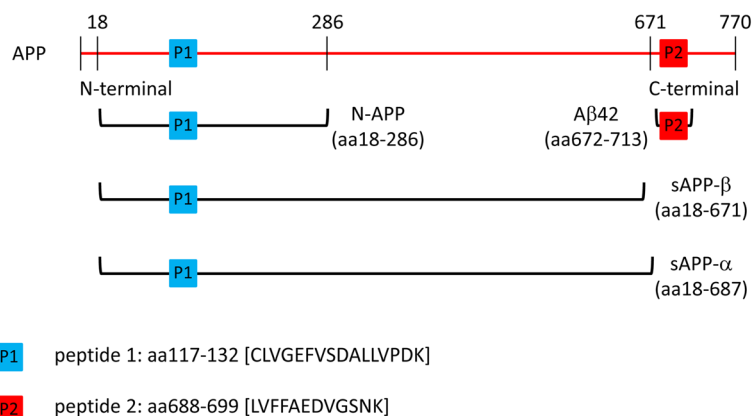 18 286 671 770
APP P1 P2
N-terminal C-terminal
P1 N-APP Aβ42 P2
(aa18-286) (aa672-713)
P1 sAPP-β
(aa18-671)
P1 sAPP-α
(aa18-687)
P1 peptide 1: aa117-132 [CLVGEFVSDALLVPDK]
P2 peptide 2: aa688-699 [LVFFAEDVGSNK]